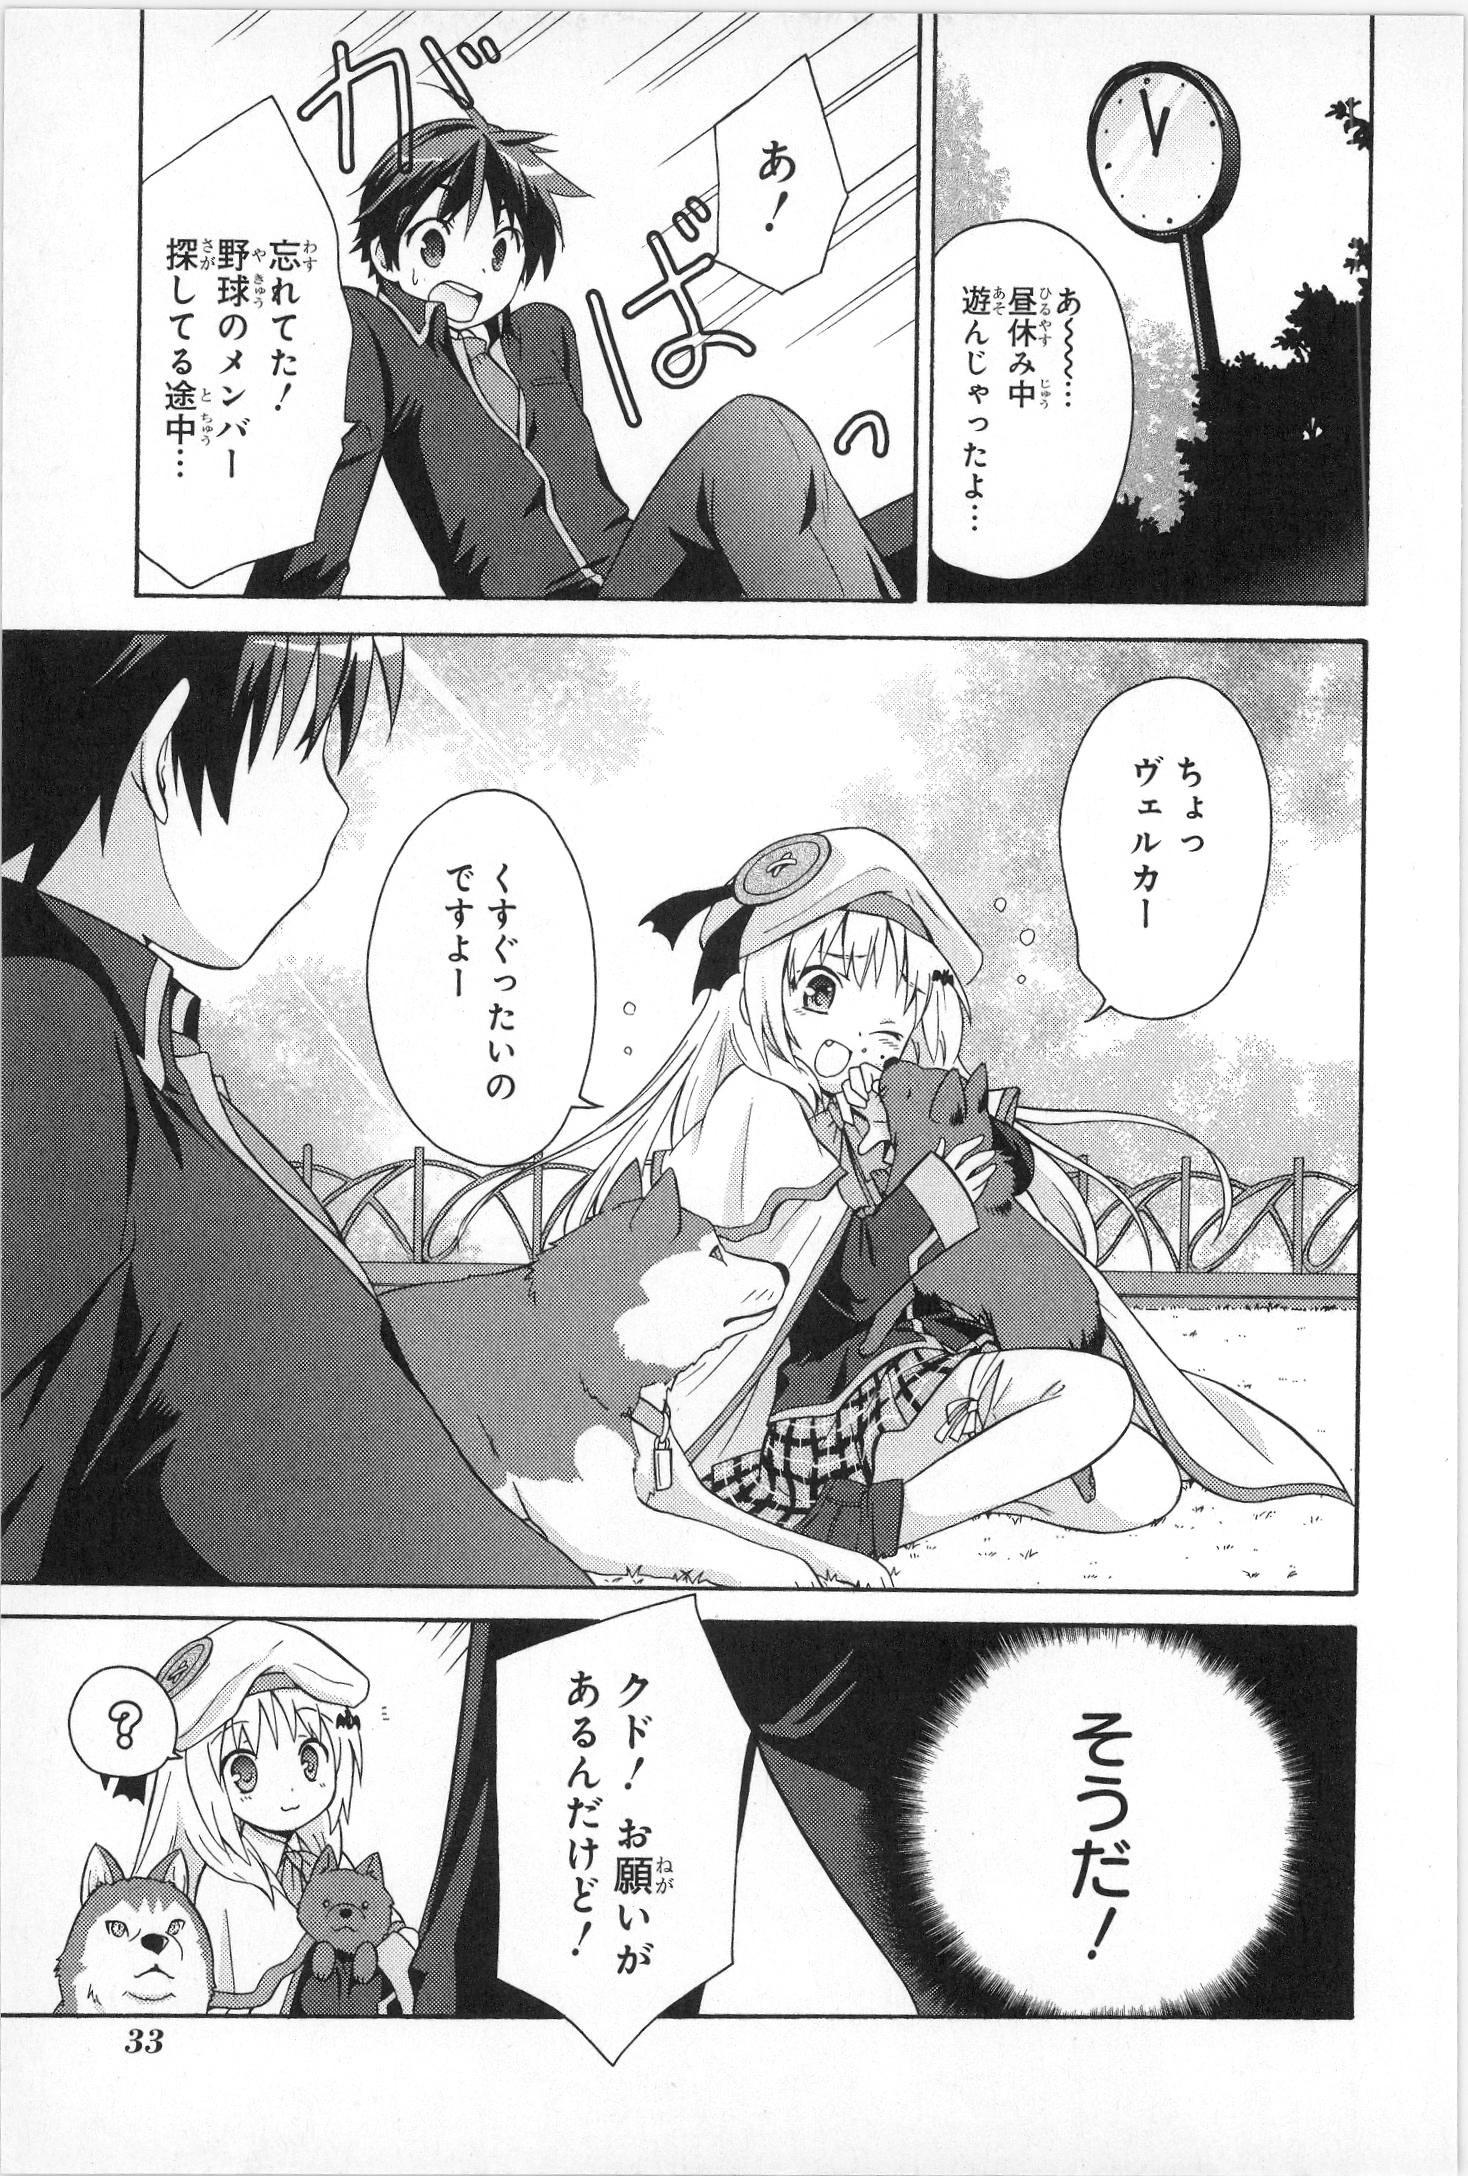 あ〜〜〜…
昼休み中
遊んじゃったよ…
あ!
ガ
ばっ
忘れてた!
野球のメンバー
探してる途中…
ちょっ
ヴェルカー
くすぐったいの
ですよー
そうだ!
クド!お願いが
あるんだけど!
?
33